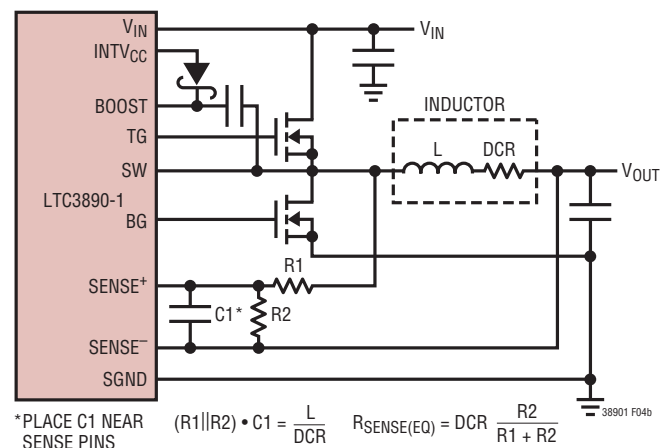 V_IN
V_IN
INTV_CC
BOOST
INDUCTOR
TG
L
DCR
SW
V_OUT
LTC3890-1
BG
R1
SENSE⁺
C1*
R2
SENSE⁻
SGND
*PLACE C1 NEAR
SENSE PINS
(R1||R2) • C1 = L/DCR
R_SENSE(EQ) = DCR R2/(R1 + R2)
38901 F04b